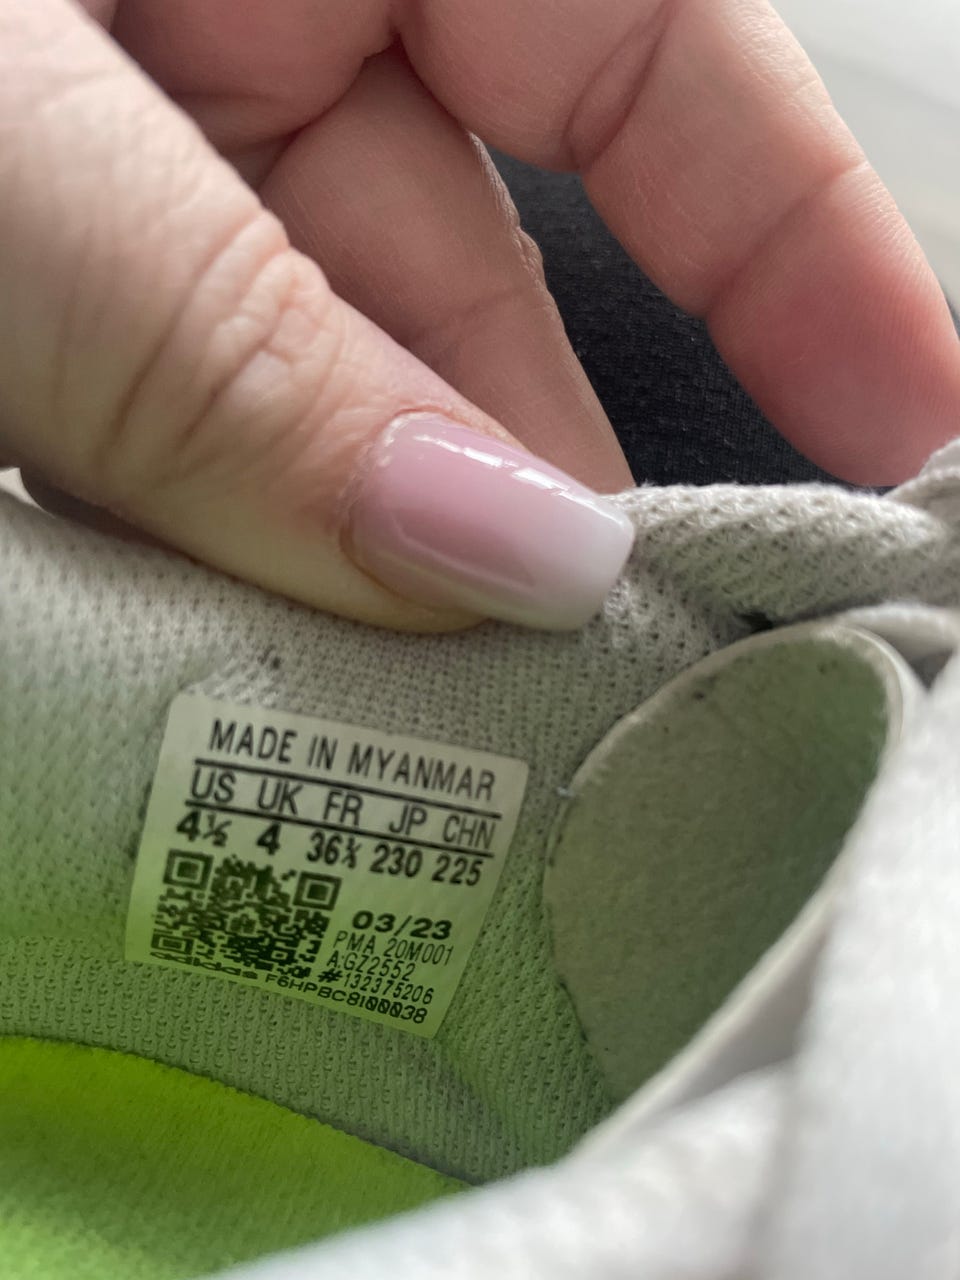 MADE IN MYANMAR
US UK FR JP CHN
4½ 4 36⅔ 230 225
03/23
PMA 20M001
A:GZ2552
#132375206
adidas F6HPBC8100038